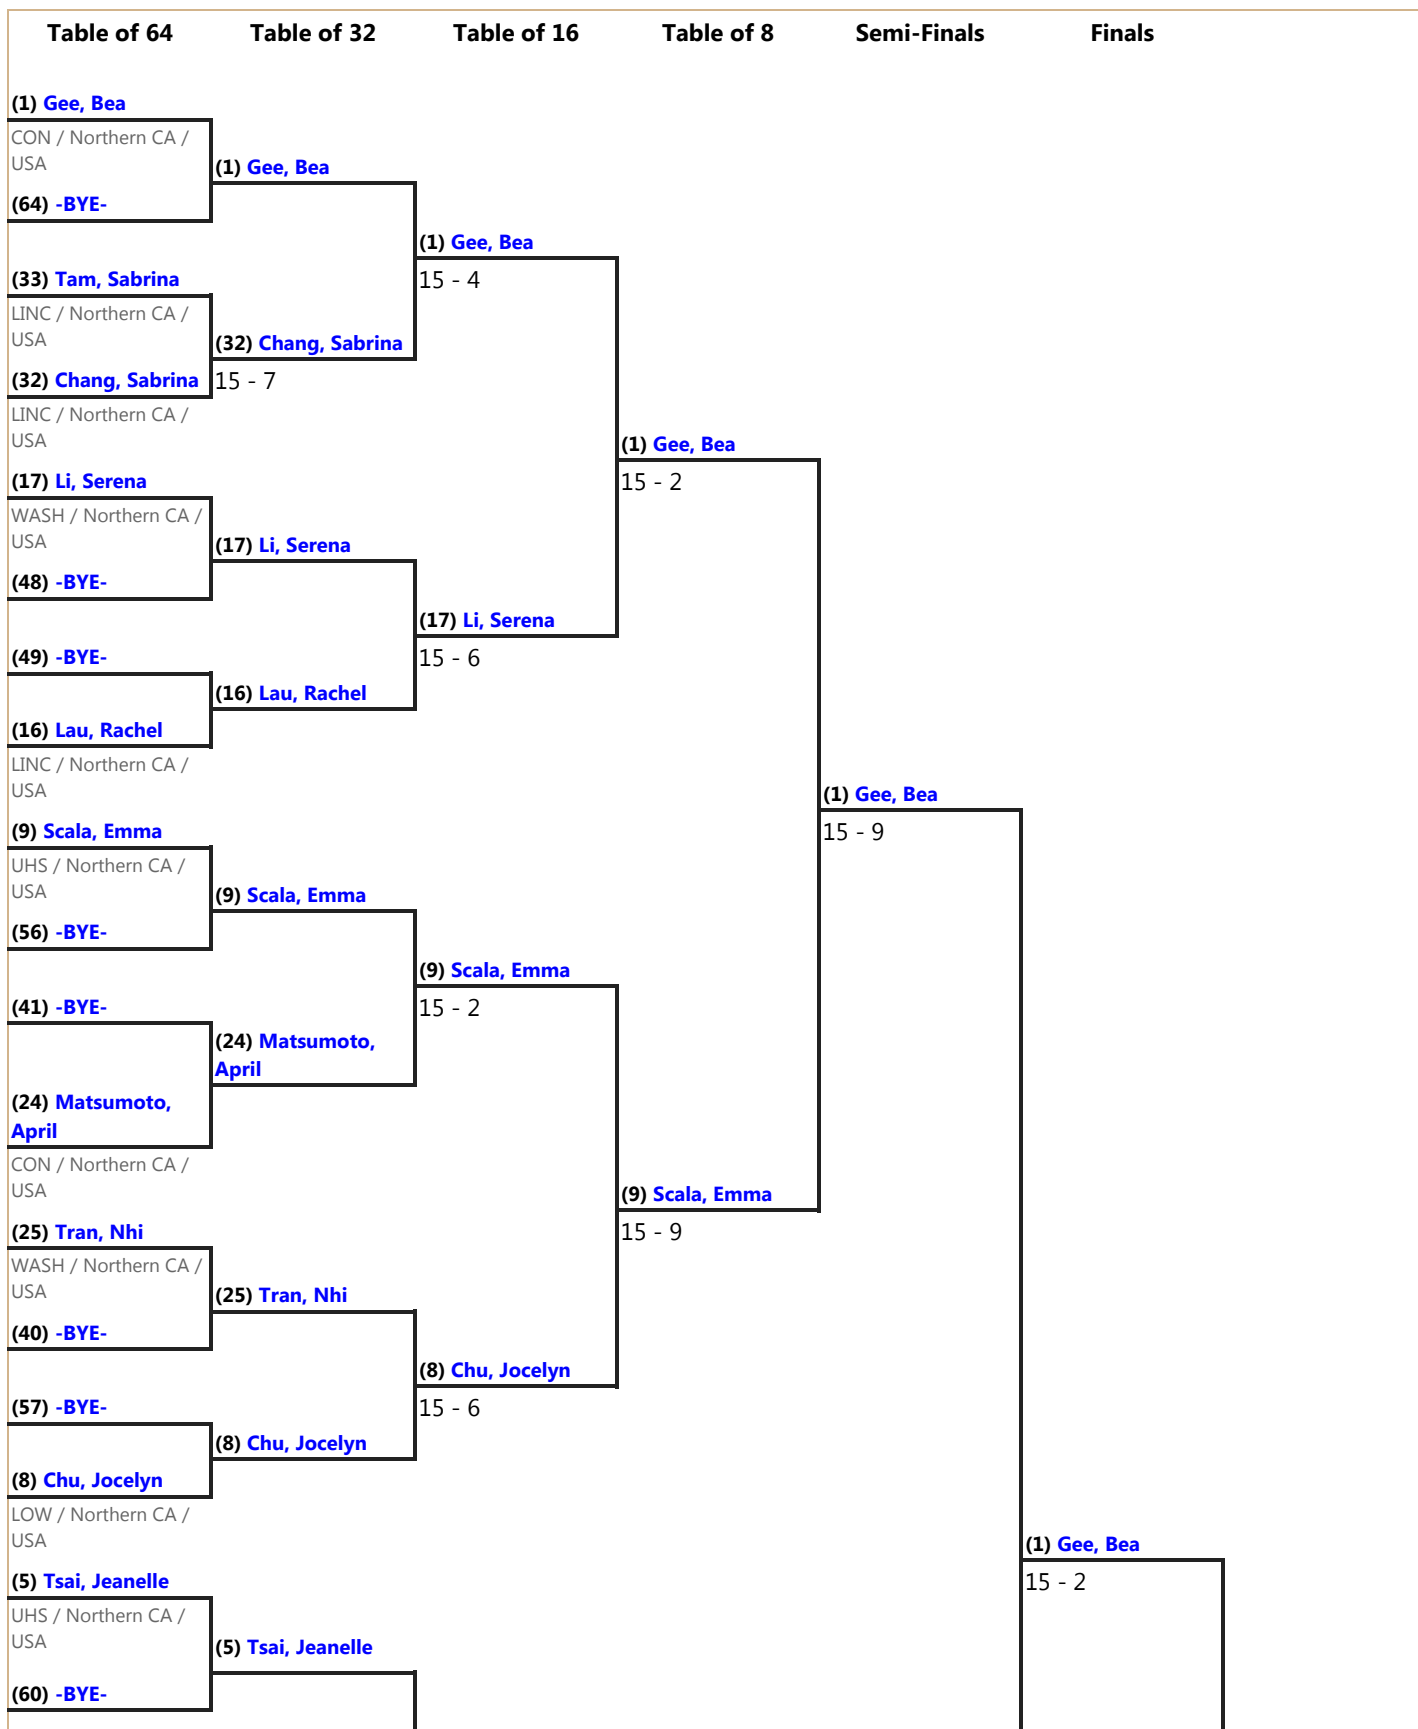 Table of 64 Table of 32 Table of 16 Table of 8 Semi-Finals Finals
(1) Gee, Bea
CON / Northern CA /
USA
(1) Gee, Bea
(64) -BYE-
(1) Gee, Bea
(33) Tam, Sabrina
15 - 4
LINC / Northern CA /
USA
(32) Chang, Sabrina
(32) Chang, Sabrina
15 - 7
LINC / Northern CA /
USA
(1) Gee, Bea
(17) Li, Serena
15 - 2
WASH / Northern CA /
USA
(17) Li, Serena
(48) -BYE-
(17) Li, Serena
(49) -BYE-
15 - 6
(16) Lau, Rachel
(16) Lau, Rachel
LINC / Northern CA /
USA
(1) Gee, Bea
(9) Scala, Emma
15 - 9
UHS / Northern CA /
USA
(9) Scala, Emma
(56) -BYE-
(9) Scala, Emma
(41) -BYE-
15 - 2
(24) Matsumoto,
April
(24) Matsumoto,
April
CON / Northern CA /
USA
(9) Scala, Emma
(25) Tran, Nhi
15 - 9
WASH / Northern CA /
USA
(25) Tran, Nhi
(40) -BYE-
(8) Chu, Jocelyn
(57) -BYE-
15 - 6
(8) Chu, Jocelyn
(8) Chu, Jocelyn
LOW / Northern CA /
USA
(1) Gee, Bea
(5) Tsai, Jeanelle
15 - 2
UHS / Northern CA /
USA
(5) Tsai, Jeanelle
(60) -BYE-